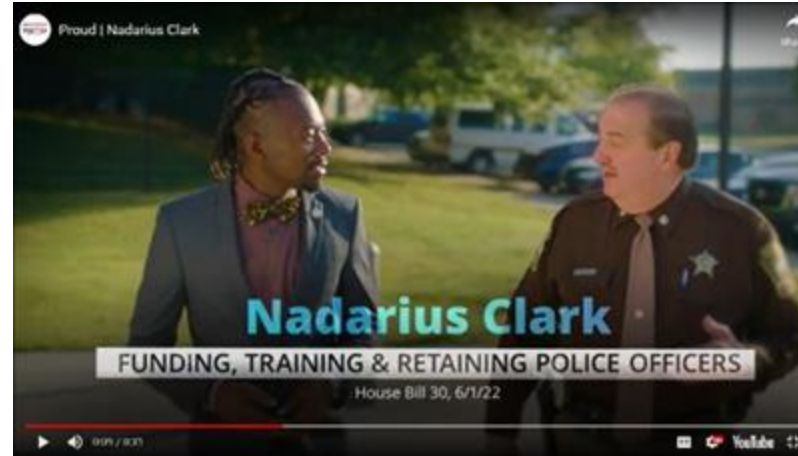 Proud | Nadarius Clark
Nadarius Clark
FUNDING, TRAINING & RETAINING POLICE OFFICERS
House Bill 30, 6/1/22
YouTube